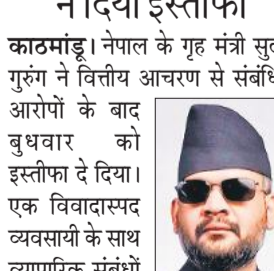 ने दिया इस्तीफा
काठमांडू। नेपाल के गृह मंत्री
गुरुंग ने वित्तीय आचरण से
आरोपों के बाद
बुधवार को
इस्तीफा दे दिया।
एक विवादास्पद
व्यवसायी के साथ
व्यापारिक संबंधों